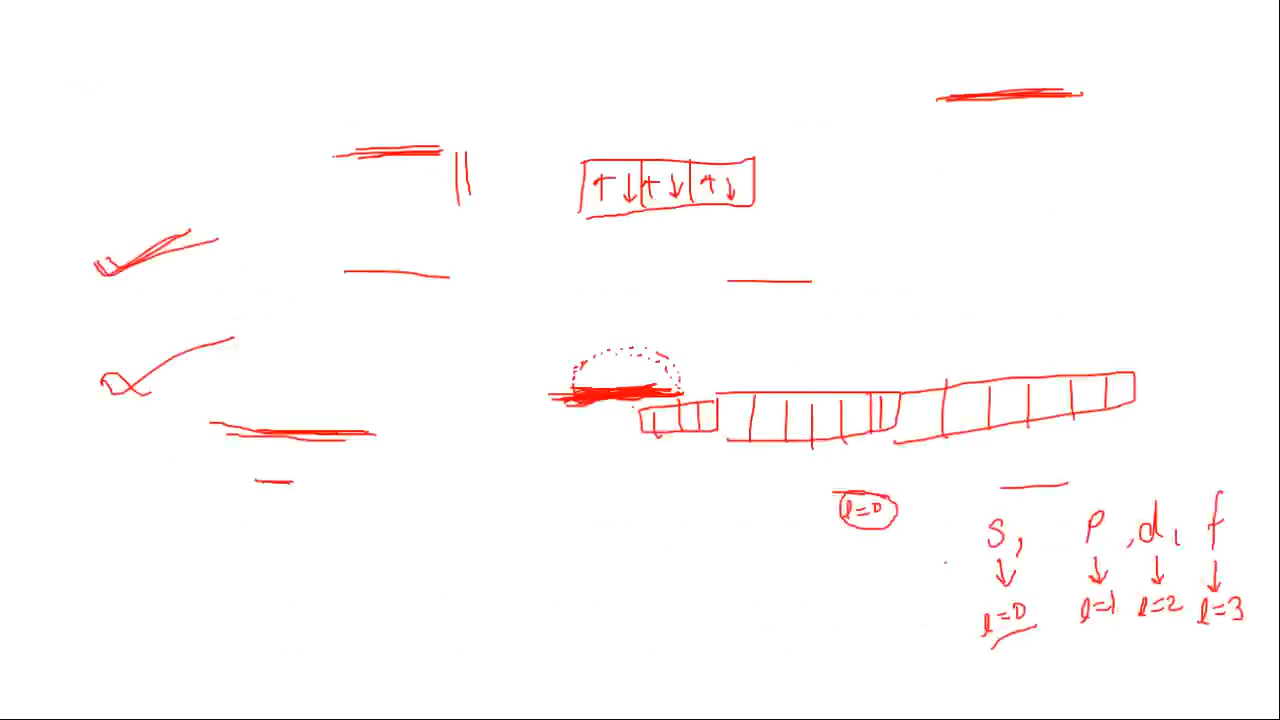 l=0
s, p, d, f
↓ ↓ ↓ ↓
l=0 l=1 l=2 l=3